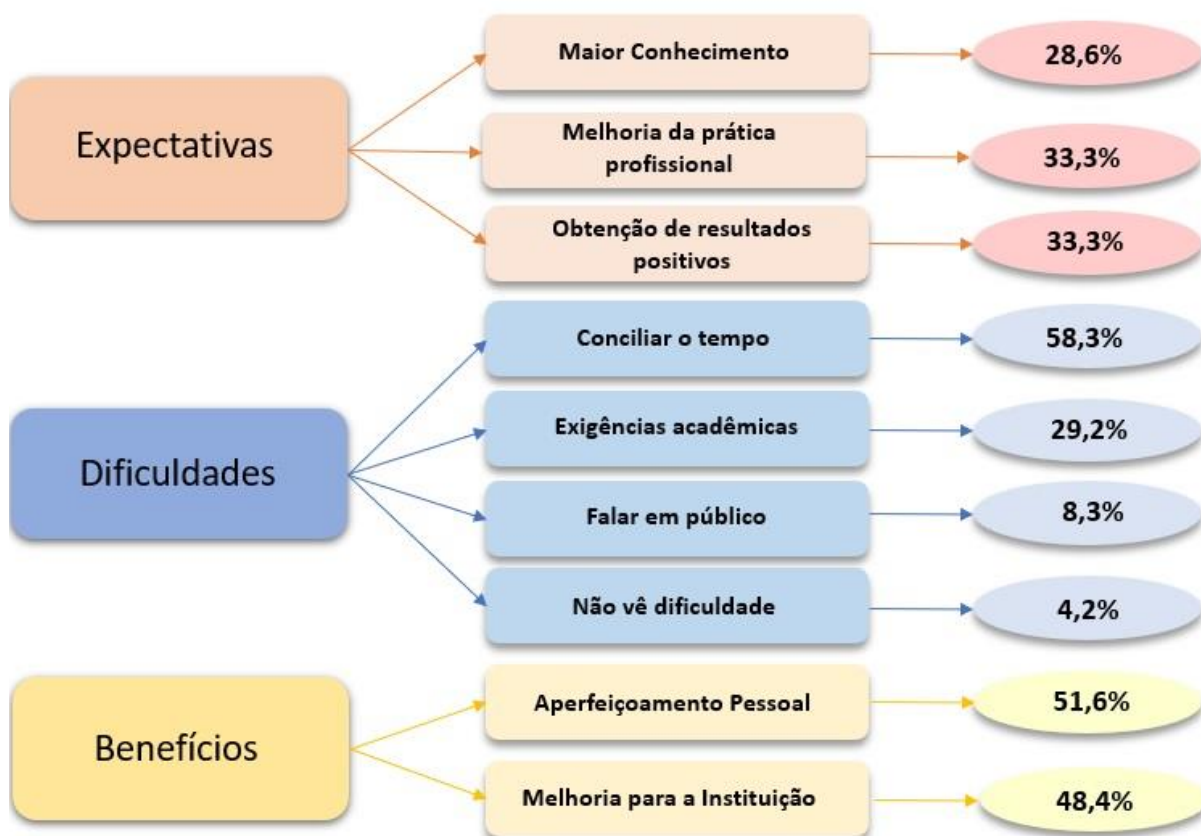 Expectativas
Maior Conhecimento
28,6%
Melhoria da prática
profissional
33,3%
Obtenção de resultados
positivos
33,3%
Dificuldades
Conciliar o tempo
58,3%
Exigências acadêmicas
29,2%
Falar em público
8,3%
Não vê dificuldade
4,2%
Benefícios
Aperfeiçoamento Pessoal
51,6%
Melhoria para a Instituição
48,4%